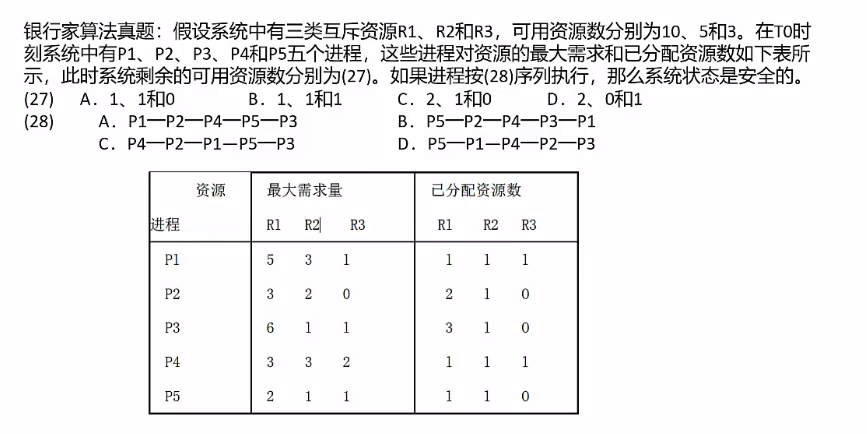 银行家算法真题：假设系统中有三类互斥资源R1、R2和R3，可用资源数分别为10、5和3。在T0时
刻系统中有P1、P2、P3、P4和P5五个进程，这些进程对资源的最大需求和已分配资源数如下表所
示，此时系统剩余的可用资源数分别为(27)。如果进程按(28)序列执行，那么系统状态是安全的。
(27) A．1、1和0 B．1、1和1 C．2、1和0 D．2、0和1
(28) A．P1—P2—P4—P5—P3 B．P5—P2—P4—P3—P1
C．P4—P2—P1—P5—P3 D．P5—P1—P4—P2—P3
资源 最大需求量 已分配资源数
进程 R1 R2 R3 R1 R2 R3
P1 5 3 1 1 1 1
P2 3 2 0 2 1 0
P3 6 1 1 3 1 0
P4 3 3 2 1 1 1
P5 2 1 1 1 1 0